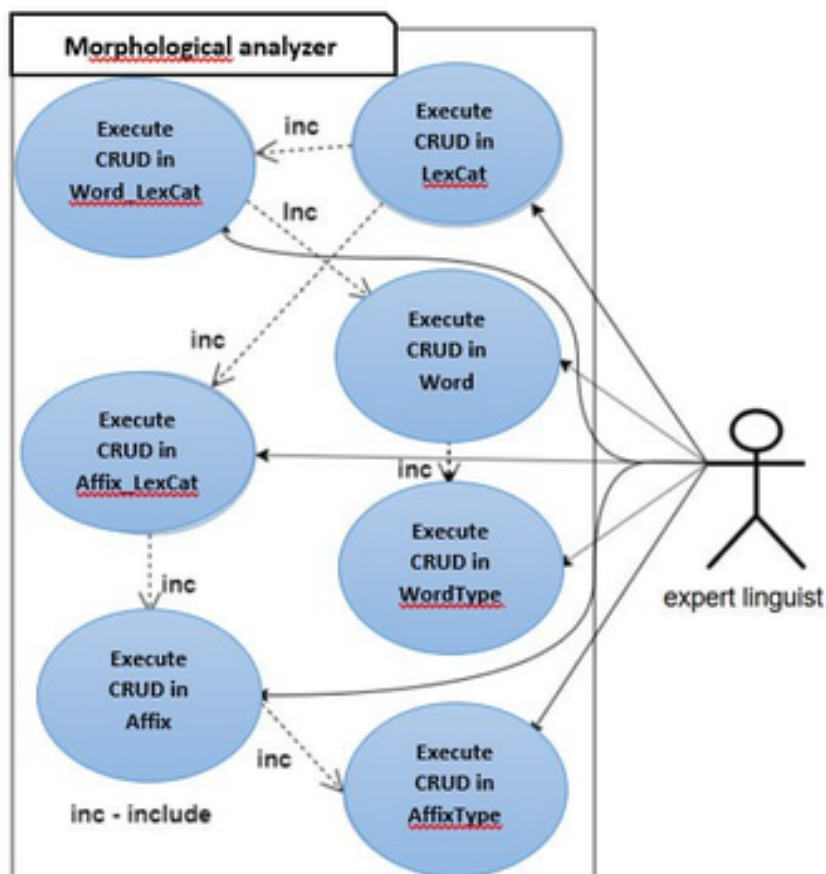 Morphological analyzer
Execute
CRUD in
Word_LexCat
inc
Execute
CRUD in
LexCat
Inc
Execute
CRUD in
Word
inc
Execute
CRUD in
Affix_LexCat
inc
Execute
CRUD in
WordType
expert linguist
inc
Execute
CRUD in
Affix
inc
Execute
CRUD in
AffixType
inc - include